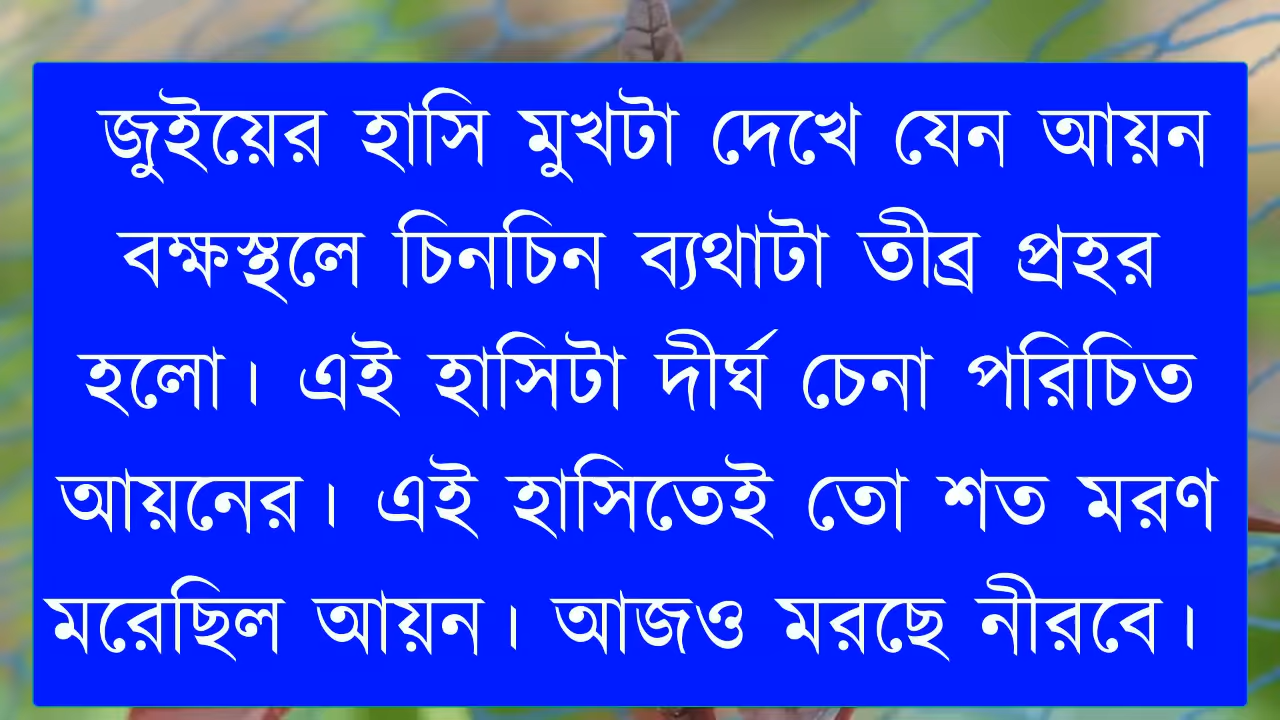 জুইয়ের হাসি মুখটা দেখে যেন আয়ন
বক্ষস্থলে চিনচিন ব্যথাটা তীব্র প্রহর
হলো। এই হাসিটা দীর্ঘ চেনা পরিচিত
আয়নের। এই হাসিতেই তো শত মরণ
মরেছিল আয়ন। আজও মরছে নীরবে।